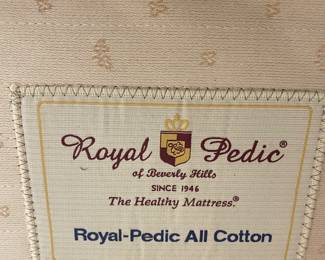 Royal Pedic®
of Beverly Hills
SINCE 1946
The Healthy Mattress.®
Royal-Pedic All Cotton